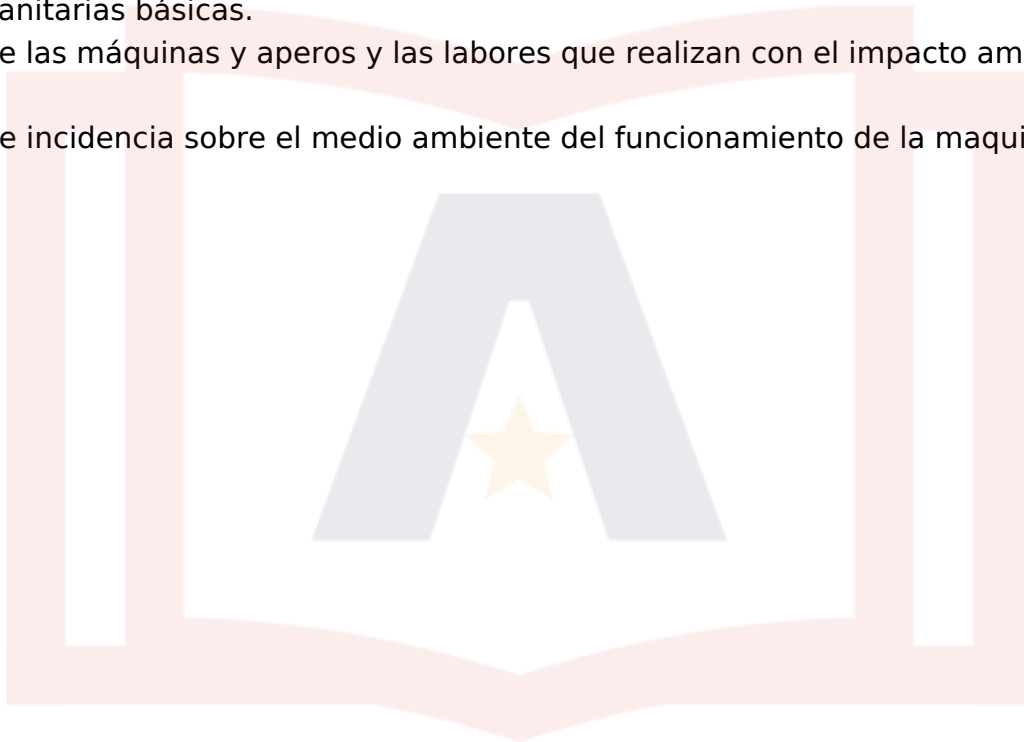 anitarias básicas.
e las máquinas y aperos y las labores que realizan con el impacto am
e incidencia sobre el medio ambiente del funcionamiento de la maqui